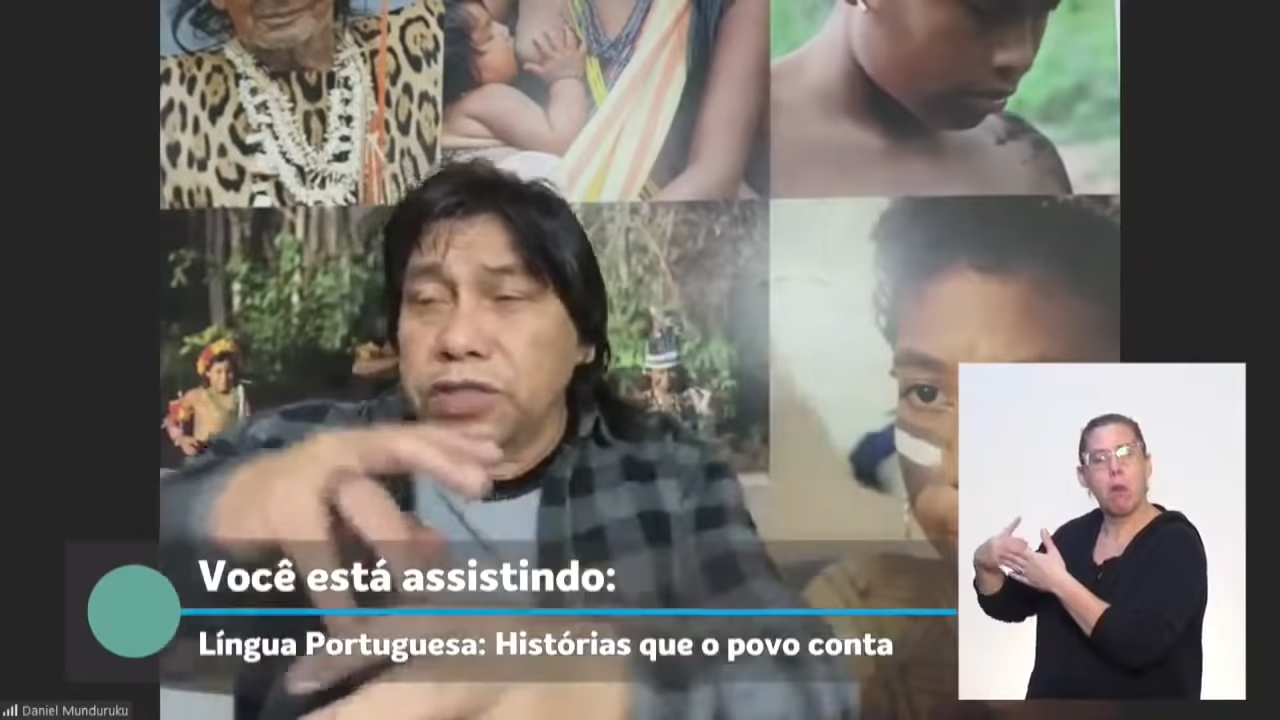 Você está assistindo:
Língua Portuguesa: Histórias que o povo conta
Daniel Munduruku